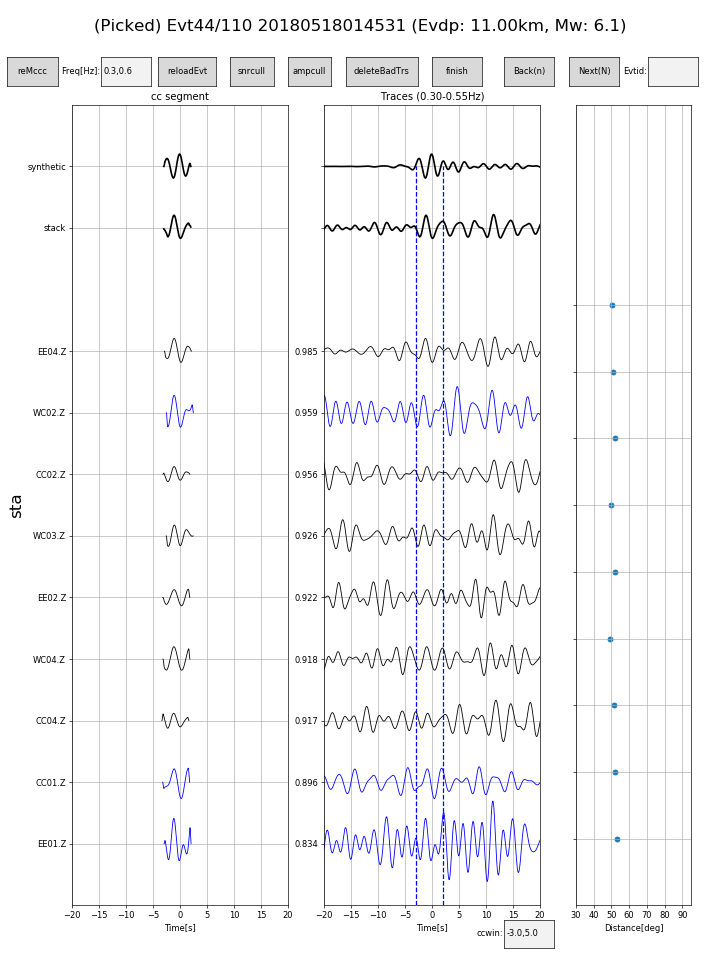 (Picked) Evt44/110 20180518014531 (Evdp: 11.00km, Mw: 6.1)
reMccc Freq[Hz]: 0.3,0.6 reloadEvt snrcull ampcull deleteBadTrs finish Back(n) Next(N) Evtid:
cc segment Traces (0.30-0.55Hz)
synthetic
stack
EE04.Z 0.985
WC02.Z 0.959
CC02.Z 0.956
sta
WC03.Z 0.926
EE02.Z 0.922
WC04.Z 0.918
CC04.Z 0.917
CC01.Z 0.896
EE01.Z 0.834
−20 −15 −10 −5 0 5 10 15 20 −20 −15 −10 −5 0 5 10 15 20 30 40 50 60 70 80 90
Time[s] Time[s] Distance[deg]
ccwin: -3.0,5.0